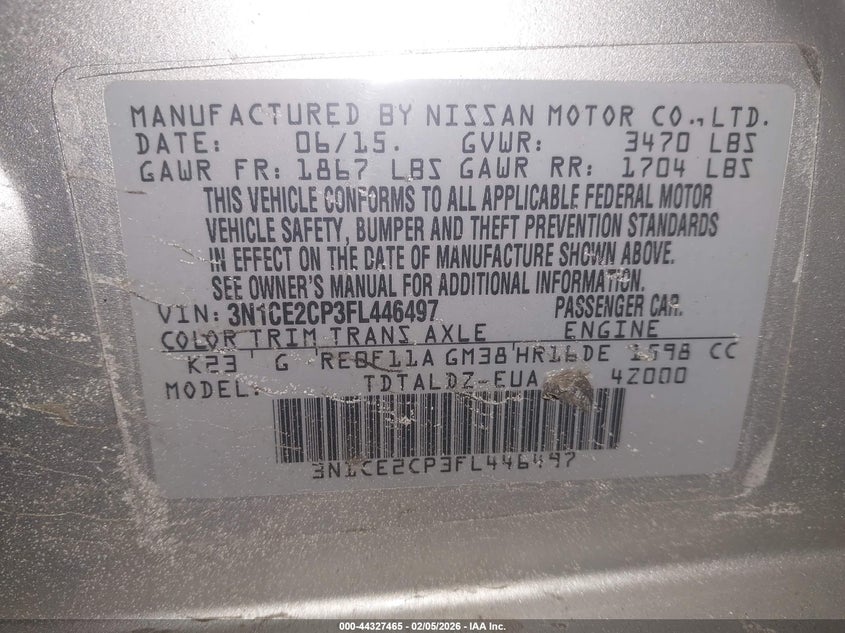 MANUFACTURED BY NISSAN MOTOR CO.,LTD.
DATE: 06/15. GVWR: 3470 LBS
GAWR FR: 1867 LBS GAWR RR: 1704 LBS
THIS VEHICLE CONFORMS TO ALL APPLICABLE FEDERAL MOTOR
VEHICLE SAFETY, BUMPER AND THEFT PREVENTION STANDARDS
IN EFFECT ON THE DATE OF MANUFACTURE SHOWN ABOVE.
SEE OWNER'S MANUAL FOR ADDITIONAL INFORMATION.
VIN: 3N1CE2CP3FL446497 PASSENGER CAR.
COLOR TRIM TRANS AXLE ENGINE
K23 G RE0F11A GM38 HR16DE 1598 CC
MODEL: TDTALDZ-EUA 4Z000
3N1CE2CP3FL446497
000-44327465 - 02/05/2026 - IAA Inc.